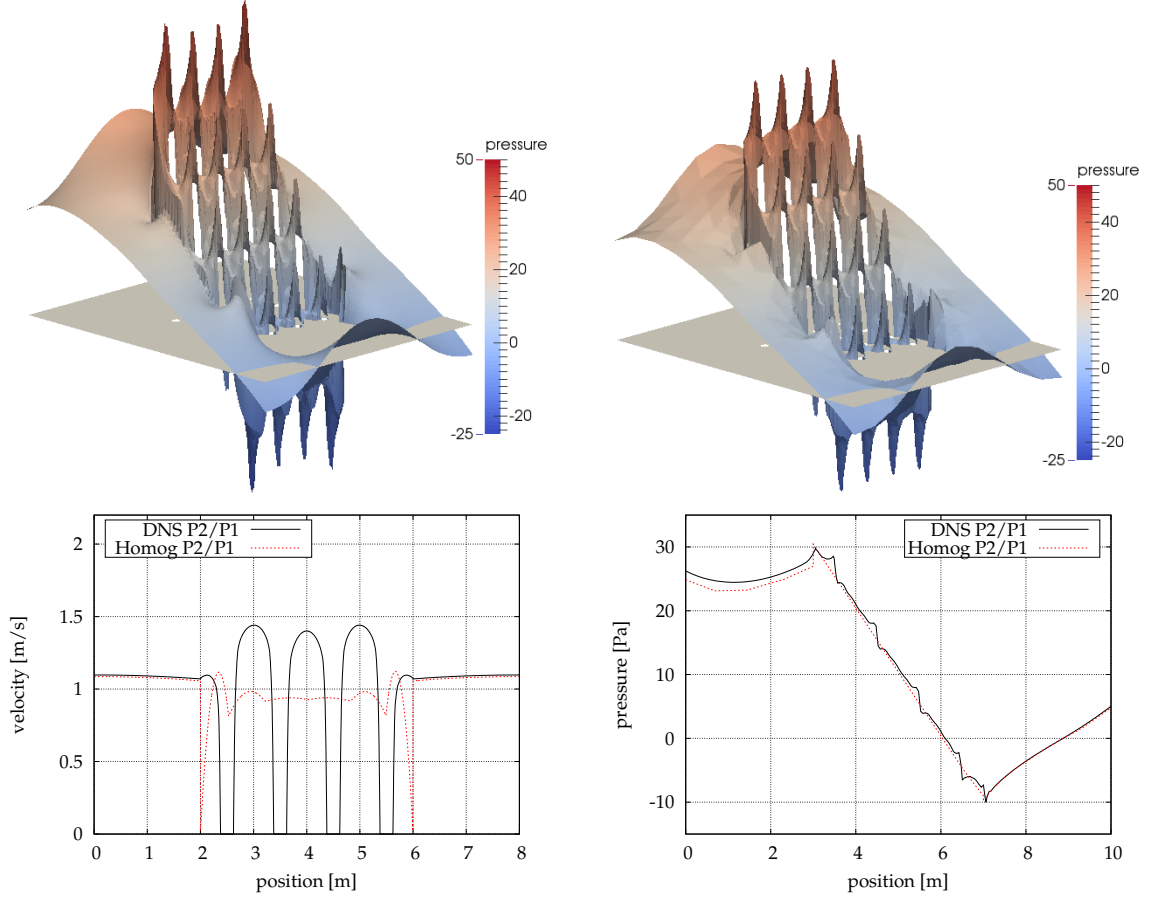 pressure
50
40
20
0
-20
-25
pressure
50
40
20
0
-20
-25
DNS P2/P1
Homog P2/P1
velocity [m/s]
2
1.5
1
0.5
0
0 1 2 3 4 5 6 7 8
position [m]
DNS P2/P1
Homog P2/P1
pressure [Pa]
30
20
10
0
-10
0 2 4 6 8 10
position [m]